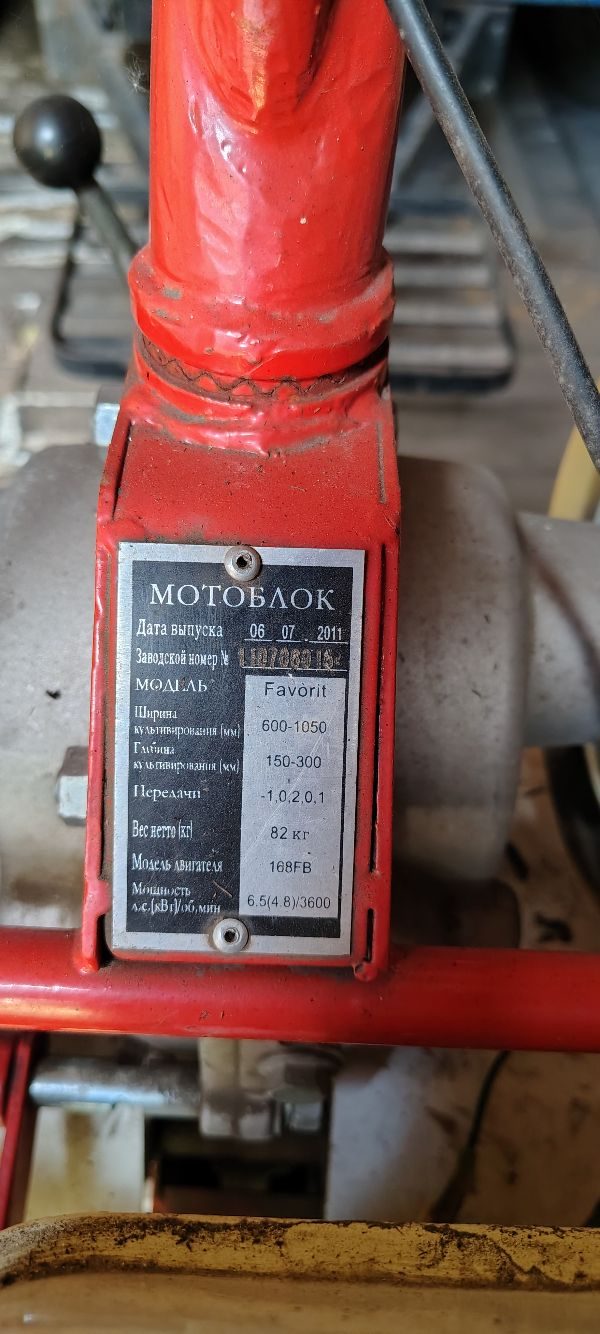 МОТОБЛОК
Дата выпуска 06 07 . 2011
Заводской номер №
МОДЕЛЬ Favorit
Ширина
культивирования (мм) 600-1050
Глубина
культивирования (мм) 150-300
Передачи -1,0,2,0,1
Вес нетто (кг) 82 кг
Модель двигателя 168FB
Мощность
л.с.(кВт)/об,мин 6.5(4.8)/3600